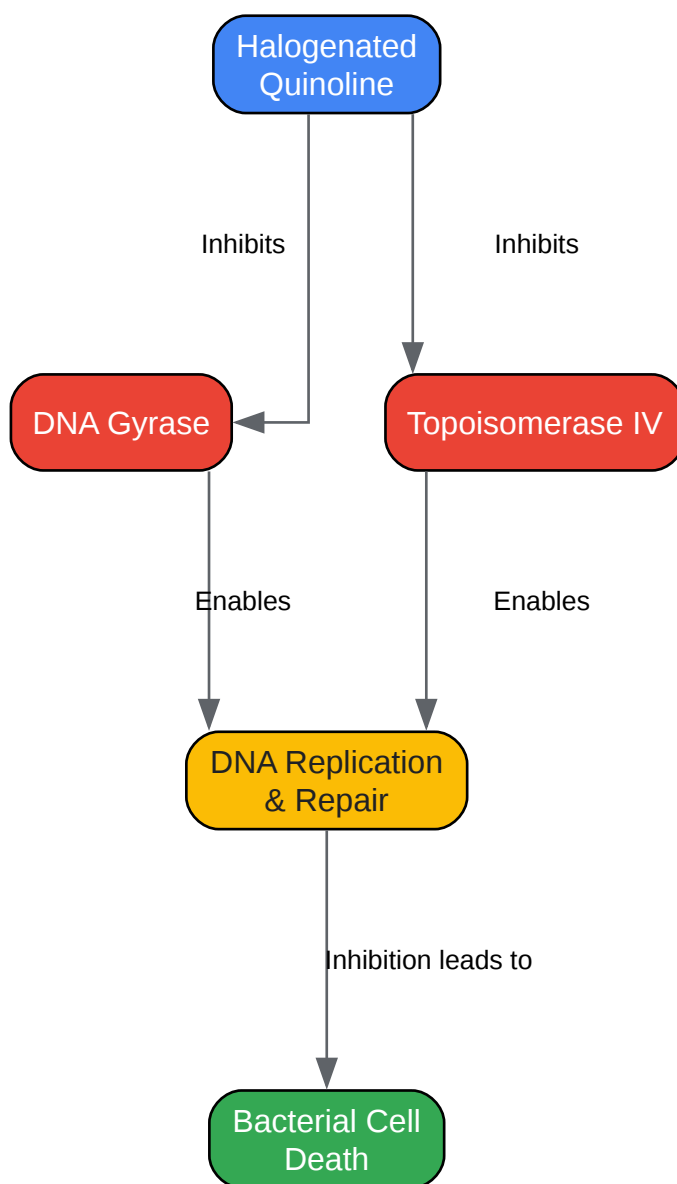 Halogenated
Quinoline
Inhibits
Inhibits
DNA Gyrase
Topoisomerase IV
Enables
Enables
DNA Replication
& Repair
Inhibition leads to
Bacterial Cell
Death